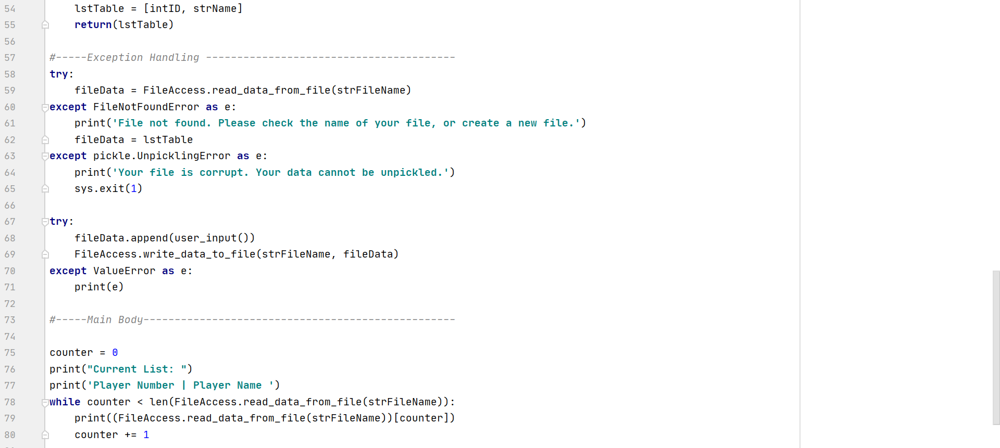 54 lstTable = [intID, strName]
55 return(lstTable)
56
57 #-----Exception Handling ----------------------------------------
58 try:
59 fileData = FileAccess.read_data_from_file(strFileName)
60 except FileNotFoundError as e:
61 print('File not found. Please check the name of your file, or create a new file.')
62 fileData = lstTable
63 except pickle.UnpicklingError as e:
64 print('Your file is corrupt. Your data cannot be unpickled.')
65 sys.exit(1)
66
67 try:
68 fileData.append(user_input())
69 FileAccess.write_data_to_file(strFileName, fileData)
70 except ValueError as e:
71 print(e)
72
73 #-----Main Body--------------------------------------------------
74
75 counter = 0
76 print("Current List: ")
77 print('Player Number | Player Name ')
78 while counter < len(FileAccess.read_data_from_file(strFileName)):
79 print((FileAccess.read_data_from_file(strFileName))[counter])
80 counter += 1